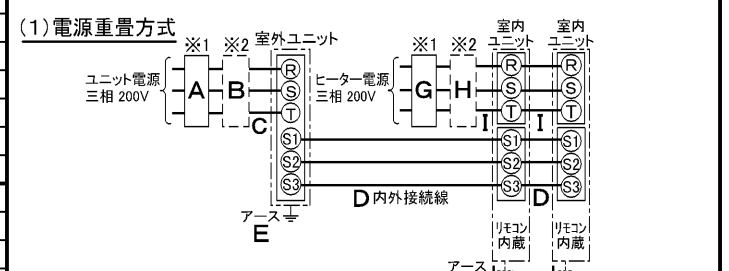 (1)電源重畳方式
※1 ※2 室外ユニット
ユニット電源
三相 200V
A B
R
S
T
C
S1
S2
S3
アース
E
※1 ※2
ヒーター電源
三相 200V
G H
室内
ユニット
室内
ユニット
R R
S S
T T
I I
S1 S1
S2 S2
S3 S3
D 内外接続線
D
リモコン
内蔵
リモコン
内蔵
アース